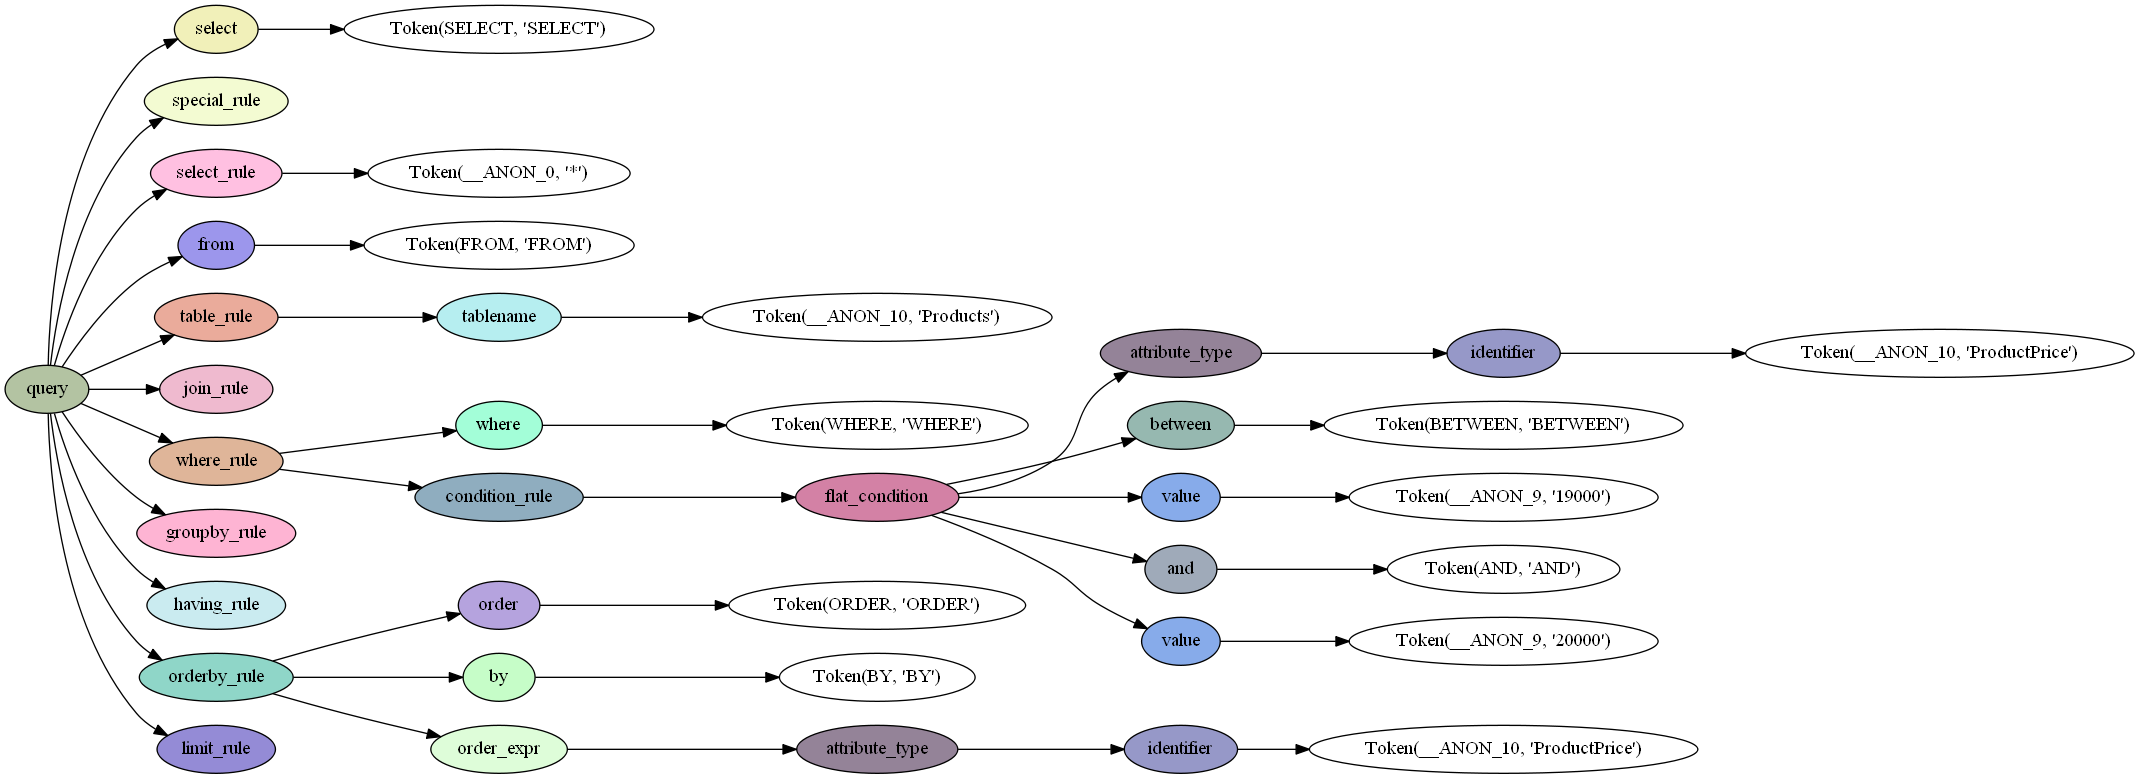 select
Token(SELECT, 'SELECT')
special_rule
select_rule
Token(__ANON_0, '*')
from
Token(FROM, 'FROM')
table_rule
tablename
Token(__ANON_10, 'Products')
attribute_type
identifier
Token(__ANON_10, 'ProductPrice')
query
join_rule
where
Token(WHERE, 'WHERE')
between
Token(BETWEEN, 'BETWEEN')
where_rule
condition_rule
flat_condition
value
Token(__ANON_9, '19000')
groupby_rule
and
Token(AND, 'AND')
having_rule
order
Token(ORDER, 'ORDER')
value
Token(__ANON_9, '20000')
orderby_rule
by
Token(BY, 'BY')
limit_rule
order_expr
attribute_type
identifier
Token(__ANON_10, 'ProductPrice')